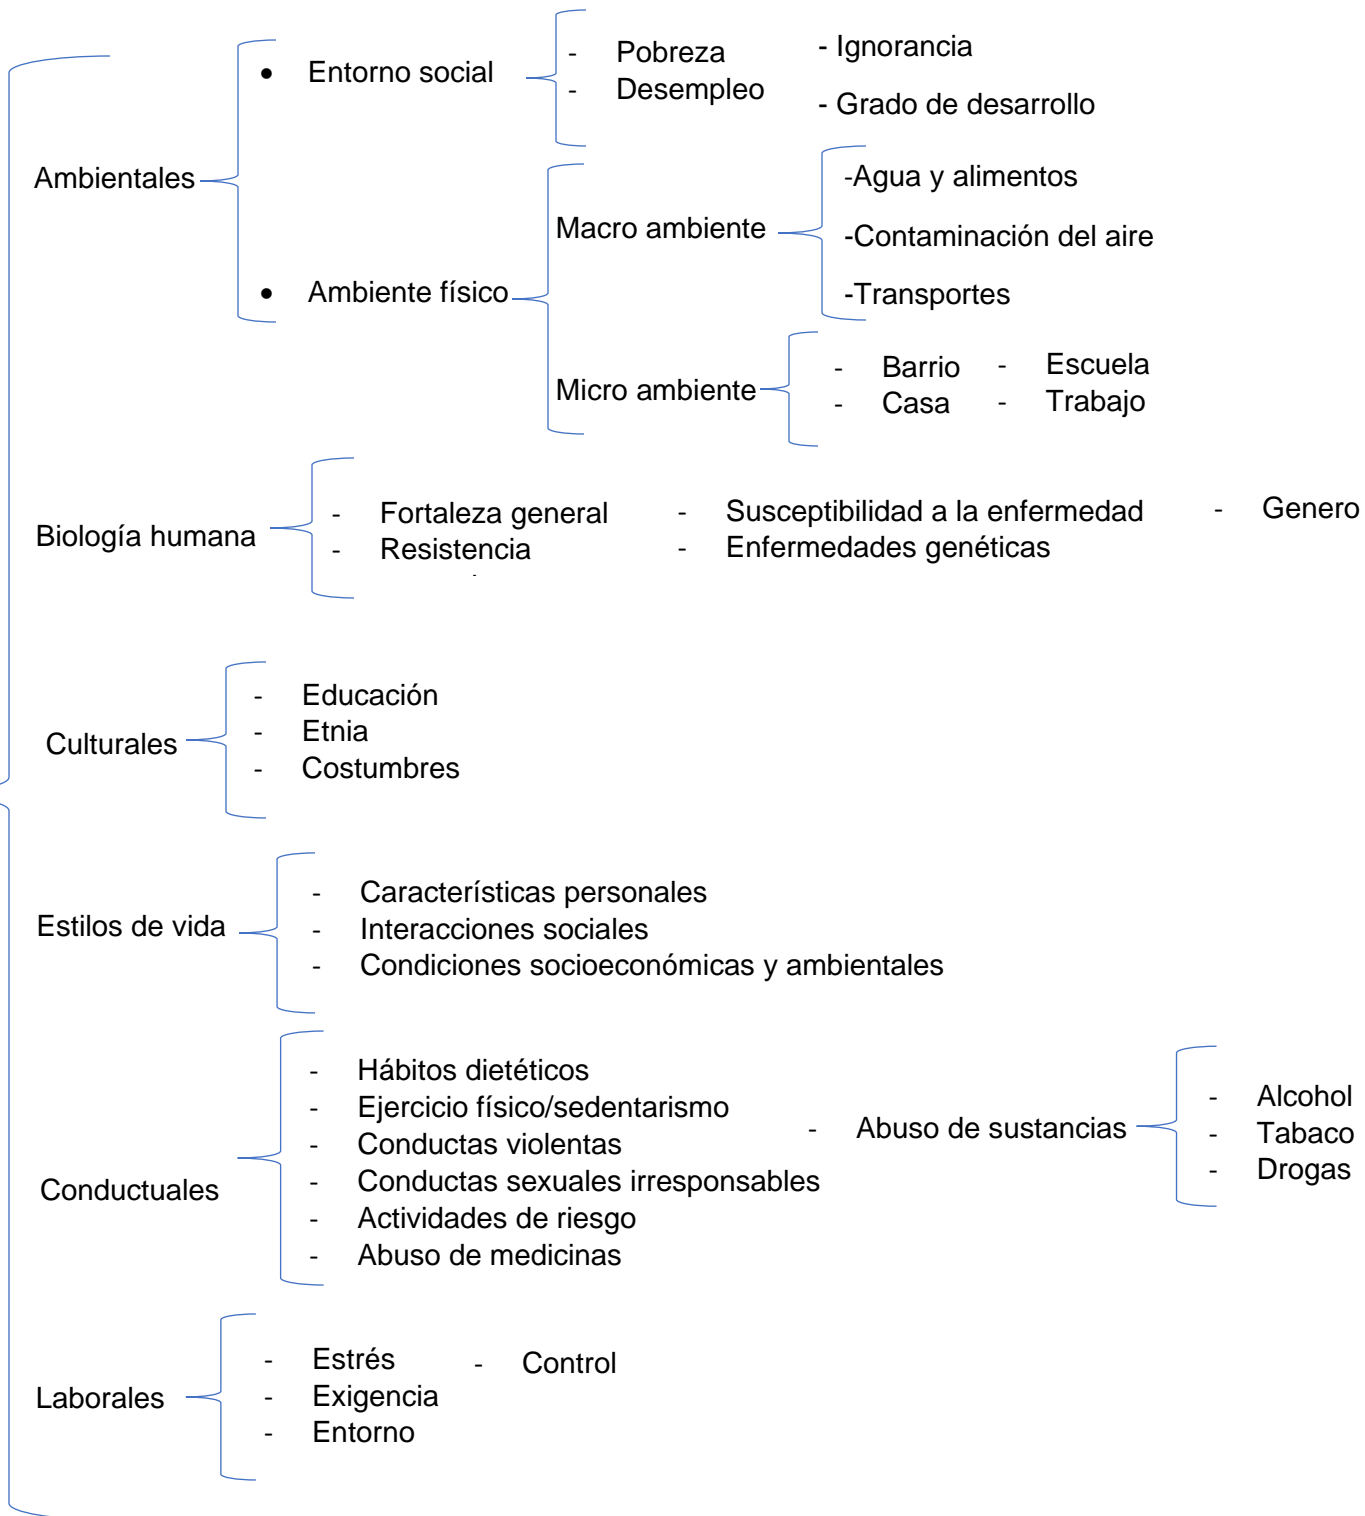 Ambientales
• Entorno social
- Pobreza
- Desempleo
- Ignorancia
- Grado de desarrollo
• Ambiente físico
Macro ambiente
-Agua y alimentos
-Contaminación del aire
-Transportes
Micro ambiente
- Barrio
- Casa
- Escuela
- Trabajo
Biología humana
- Fortaleza general
- Resistencia
- Susceptibilidad a la enfermedad
- Enfermedades genéticas
- Genero
Culturales
- Educación
- Etnia
- Costumbres
Estilos de vida
- Características personales
- Interacciones sociales
- Condiciones socioeconómicas y ambientales
Conductuales
- Hábitos dietéticos
- Ejercicio físico/sedentarismo
- Conductas violentas
- Conductas sexuales irresponsables
- Actividades de riesgo
- Abuso de medicinas
- Abuso de sustancias
- Alcohol
- Tabaco
- Drogas
Laborales
- Estrés
- Exigencia
- Entorno
- Control